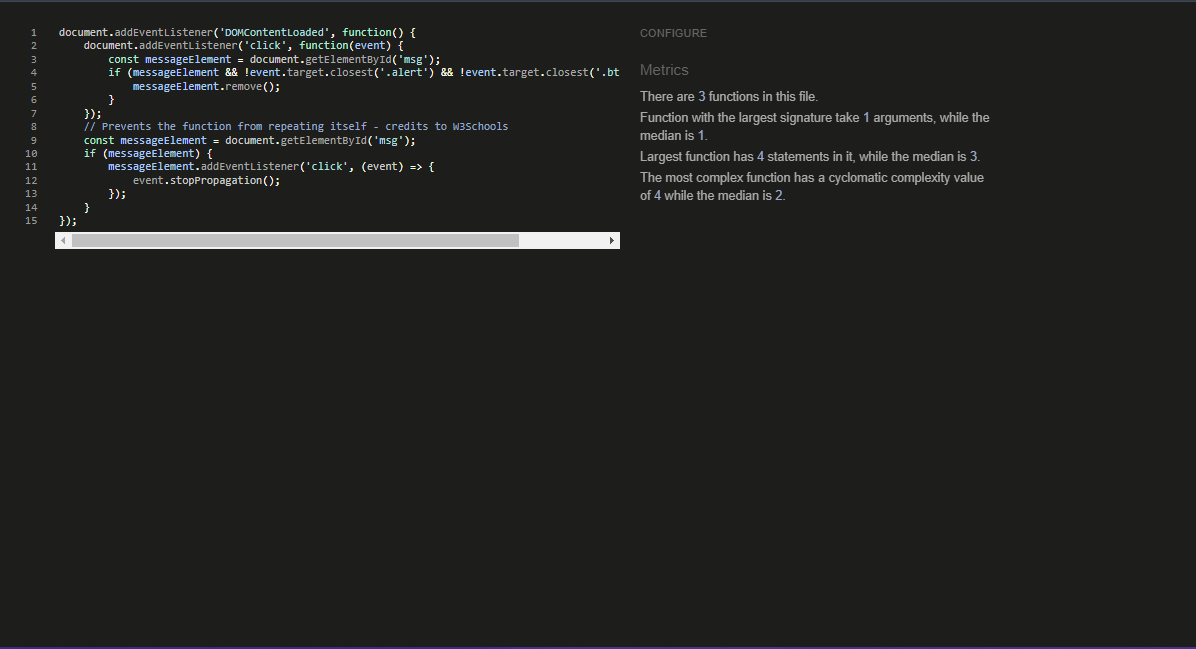 1 document.addEventListener('DOMContentLoaded', function() {
2 document.addEventListener('click', function(event) {
3 const messageElement = document.getElementById('msg');
4 if (messageElement && !event.target.closest('.alert') && !event.target.closest('.bt
5 messageElement.remove();
6 }
7 });
8 // Prevents the function from repeating itself - credits to W3Schools
9 const messageElement = document.getElementById('msg');
10 if (messageElement) {
11 messageElement.addEventListener('click', (event) => {
12 event.stopPropagation();
13 });
14 }
15 });
CONFIGURE
Metrics
There are 3 functions in this file.
Function with the largest signature take 1 arguments, while the
median is 1.
Largest function has 4 statements in it, while the median is 3.
The most complex function has a cyclomatic complexity value
of 4 while the median is 2.